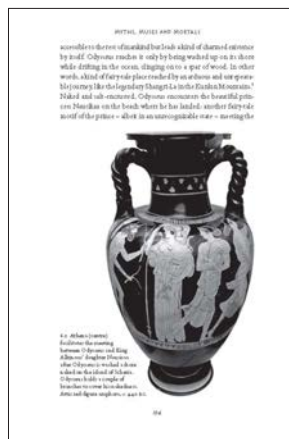 MYTHS, MUSES AND MORTALS
accessible to the rest of mankind but leads a kind of charmed existence
by itself. Odysseus reaches it only by being washed up on its shore
while drifting in the ocean, clinging on to a spar of wood. In other
words, a kind of fairy tale place reached by an arduous and unrepeata-
ble journey, like the legendary Shangri-La in the Kunlun Mountains.
Naked and salt-encrusted, Odysseus encounters the beautiful prin-
cess Nausikaa on the beach where he has landed: another fairy tale
motif of the prince – albeit in an unrecognizable state – meeting the
Athena (centre)
facilitates the meeting
between Odysseus and King
Alkinoos' daughter Nausicaa
after Odysseus is washed ashore
naked on the island of Scheria.
Odysseus holds a couple of
branches to cover his nakedness.
Attic red-figure amphora, c. 440 BC.